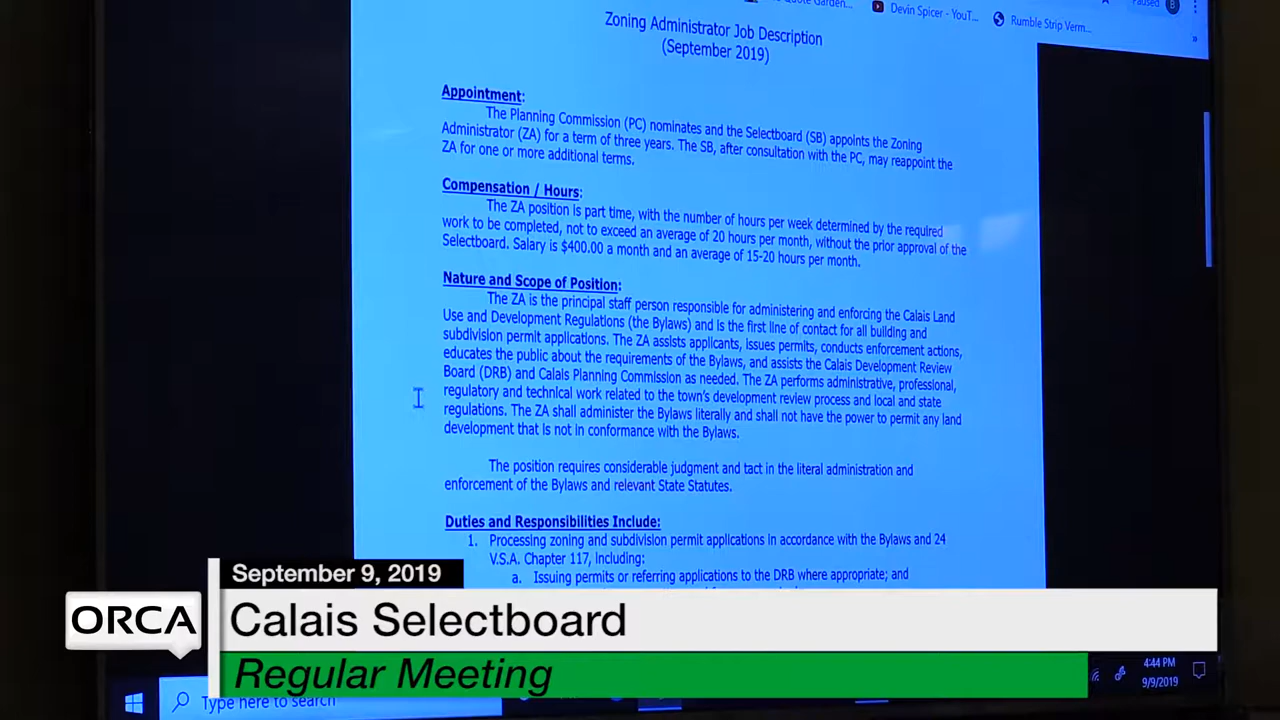 Devin Spicer - YouT...
Rumble Strip Verm...
Paused
B
»
Zoning Administrator Job Description
(September 2019)
Appointment:
The Planning Commission (PC) nominates and the Selectboard (SB) appoints the Zoning
Administrator (ZA) for a term of three years. The SB, after consultation with the PC, may reappoint the
ZA for one or more additional terms.
Compensation / Hours:
The ZA position is part time, with the number of hours per week determined by the required
work to be completed, not to exceed an average of 20 hours per month, without the prior approval of the
Selectboard. Salary is $400.00 a month and an average of 15-20 hours per month.
Nature and Scope of Position:
The ZA is the principal staff person responsible for administering and enforcing the Calais Land
Use and Development Regulations (the Bylaws) and is the first line of contact for all building and
subdivision permit applications. The ZA assists applicants, issues permits, conducts enforcement actions,
educates the public about the requirements of the Bylaws, and assists the Calais Development Review
Board (DRB) and Calais Planning Commission as needed. The ZA performs administrative, professional,
regulatory and technical work related to the town's development review process and local and state
regulations. The ZA shall administer the Bylaws literally and shall not have the power to permit any land
development that is not in conformance with the Bylaws.
The position requires considerable judgment and tact in the literal administration and
enforcement of the Bylaws and relevant State Statutes.
Duties and Responsibilities Include:
1. Processing zoning and subdivision permit applications in accordance with the Bylaws and 24
V.S.A. Chapter 117, including:
a. Issuing permits or referring applications to the DRB where appropriate; and
September 9, 2019
ORCA
Calais Selectboard
Regular Meeting
Type here to search
4:44 PM
9/9/2019